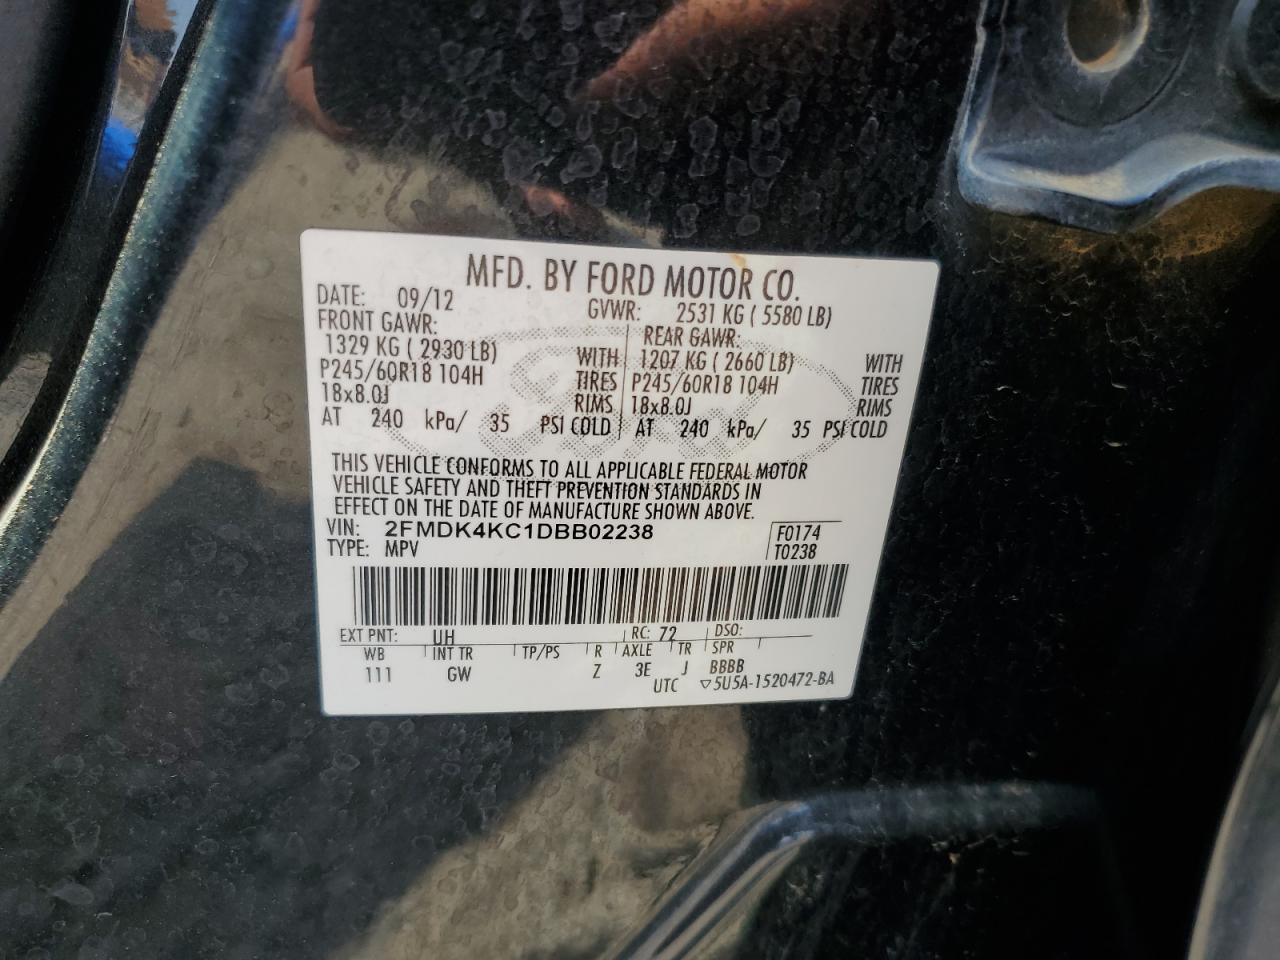 MFD. BY FORD MOTOR CO.
DATE: 09/12 GVWR: 2531 KG ( 5580 LB)
FRONT GAWR: REAR GAWR:
1329 KG ( 2930 LB) WITH 1207 KG ( 2660 LB) WITH
P245/60R18 104H TIRES P245/60R18 104H TIRES
18x8.0J RIMS 18x8.0J RIMS
AT 240 kPa/ 35 PSI COLD AT 240 kPa/ 35 PSI COLD
THIS VEHICLE CONFORMS TO ALL APPLICABLE FEDERAL MOTOR
VEHICLE SAFETY AND THEFT PREVENTION STANDARDS IN
EFFECT ON THE DATE OF MANUFACTURE SHOWN ABOVE.
VIN: 2FMDK4KC1DBB02238 F0174
TYPE: MPV T0238
EXT PNT: UH RC: 72 DSO:
WB INT TR TP/PS R AXLE TR SPR
111 GW Z 3E J BBBB
UTC ▽5U5A-1520472-BA